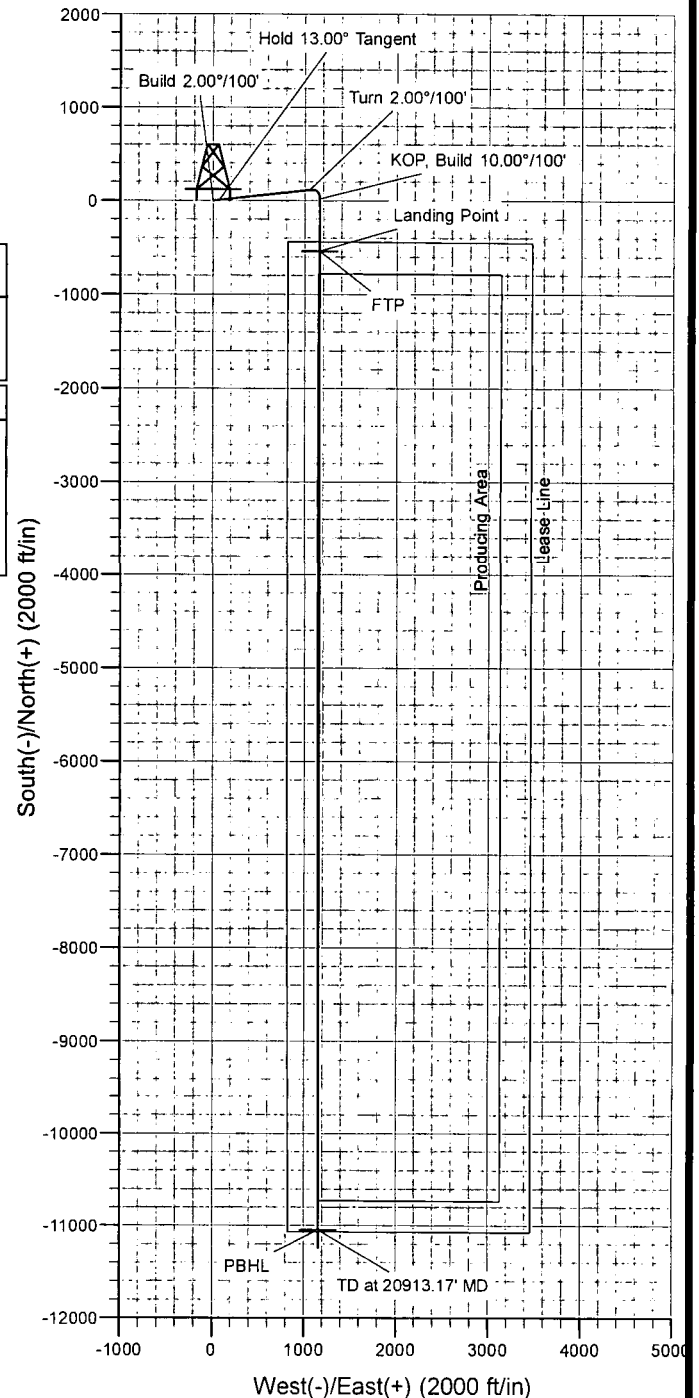 2000
Hold 13.00° Tangent
Build 2.00°/100'
Turn 2.00°/100'
1000
KOP, Build 10.00°/100'
0
Landing Point
FTP
-1000
-2000
-3000
Producing Area
Lease Line
-4000
South(-)/North(+) (2000 ft/in)
-5000
-6000
-7000
-8000
-9000
-10000
-11000
PBHL
TD at 20913.17' MD
-12000
-1000 0 1000 2000 3000 4000 5000
West(-)/East(+) (2000 ft/in)